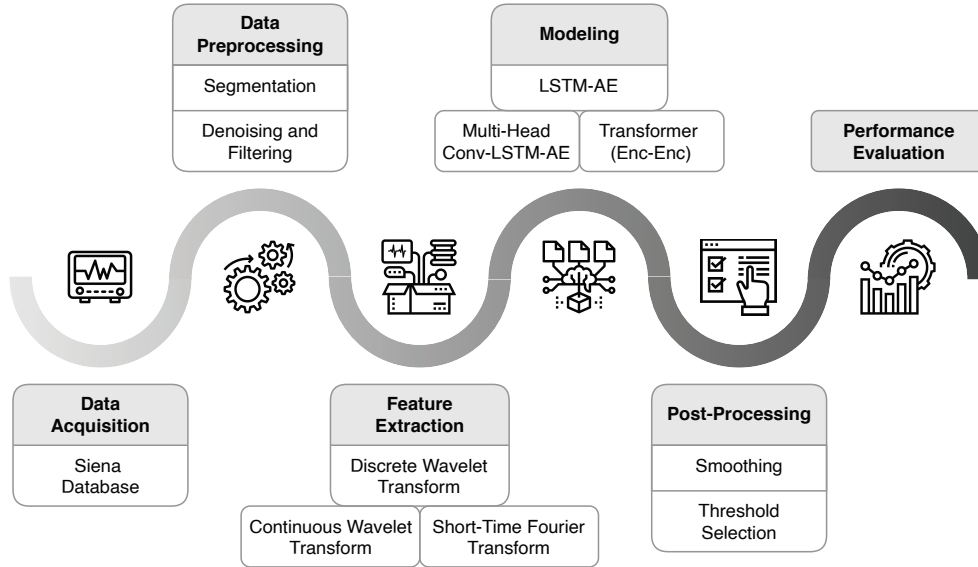 Data
Preprocessing
Segmentation
Denoising and
Filtering
Modeling
LSTM-AE
Multi-Head
Conv-LSTM-AE
Transformer
(Enc-Enc)
Performance
Evaluation
Data
Acquisition
Siena
Database
Feature
Extraction
Discrete Wavelet
Transform
Continuous Wavelet
Transform
Short-Time Fourier
Transform
Post-Processing
Smoothing
Threshold
Selection